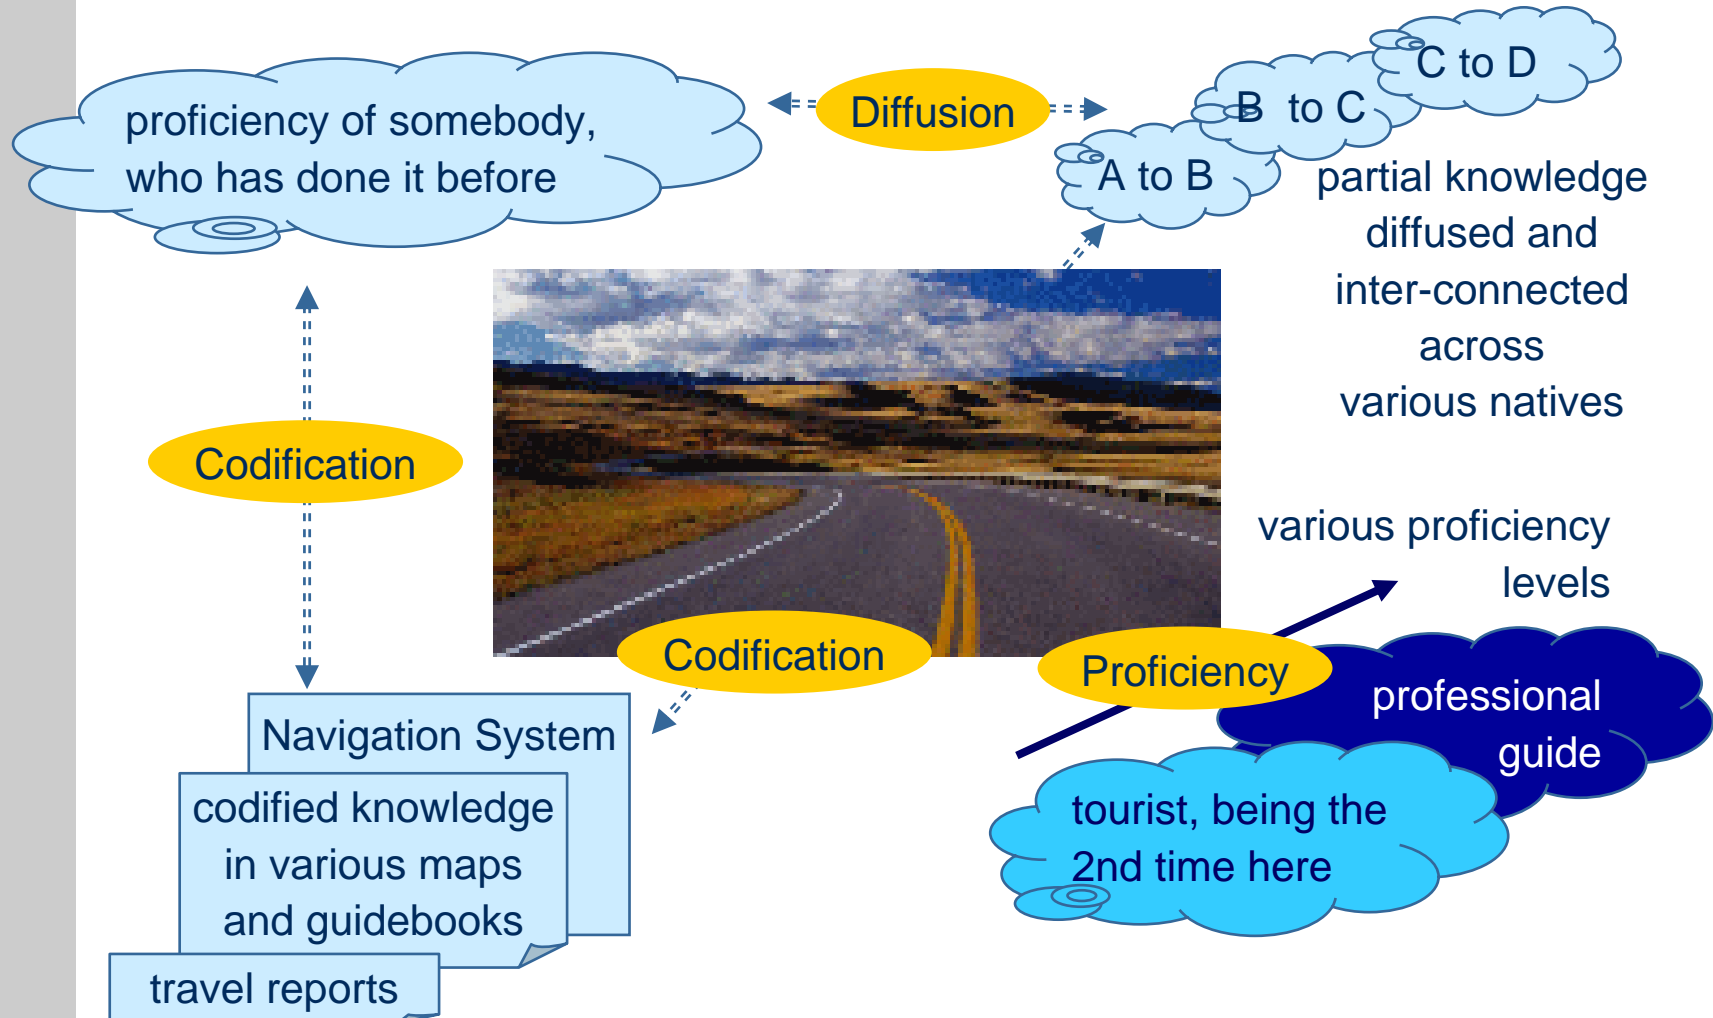 proficiency of somebody,
who has done it before
Diffusion
C to D
B to C
A to B
partial knowledge
diffused and
inter-connected
across
various natives
Codification
various proficiency
levels
Codification
Proficiency
professional
guide
tourist, being the
2nd time here
Navigation System
codified knowledge
in various maps
and guidebooks
travel reports